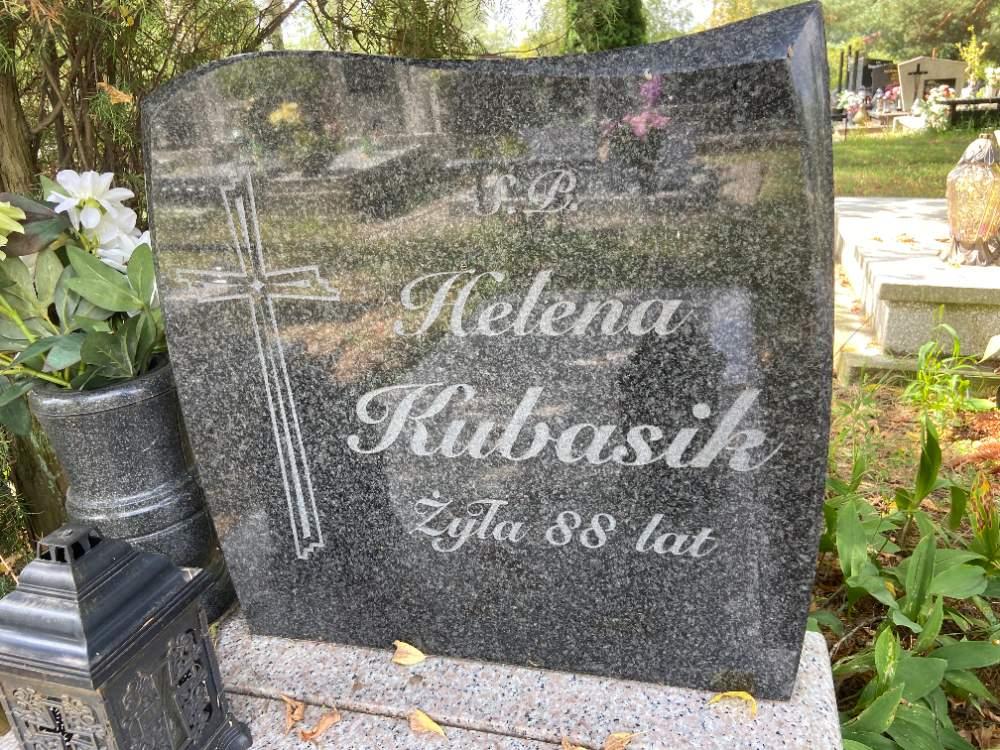 Ś.P.
Helena
Kubasik
Żyła 88 lat